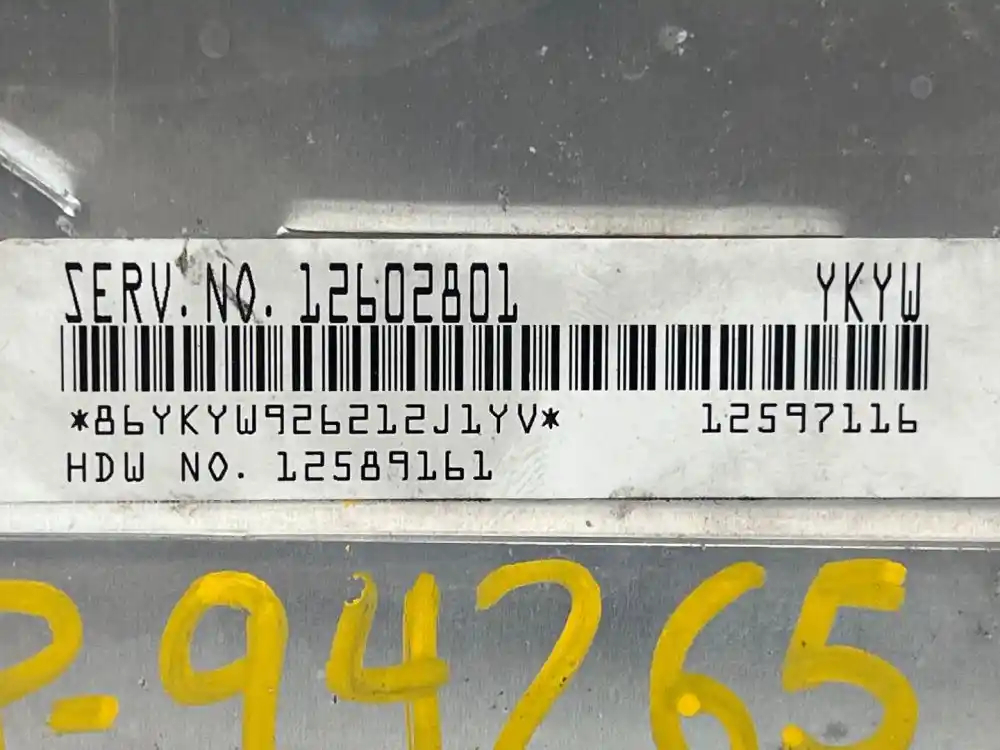 SERV. NO. 12602801 YKYW
*86YKYW926212J1YV* 12597116
HDW NO. 12589161